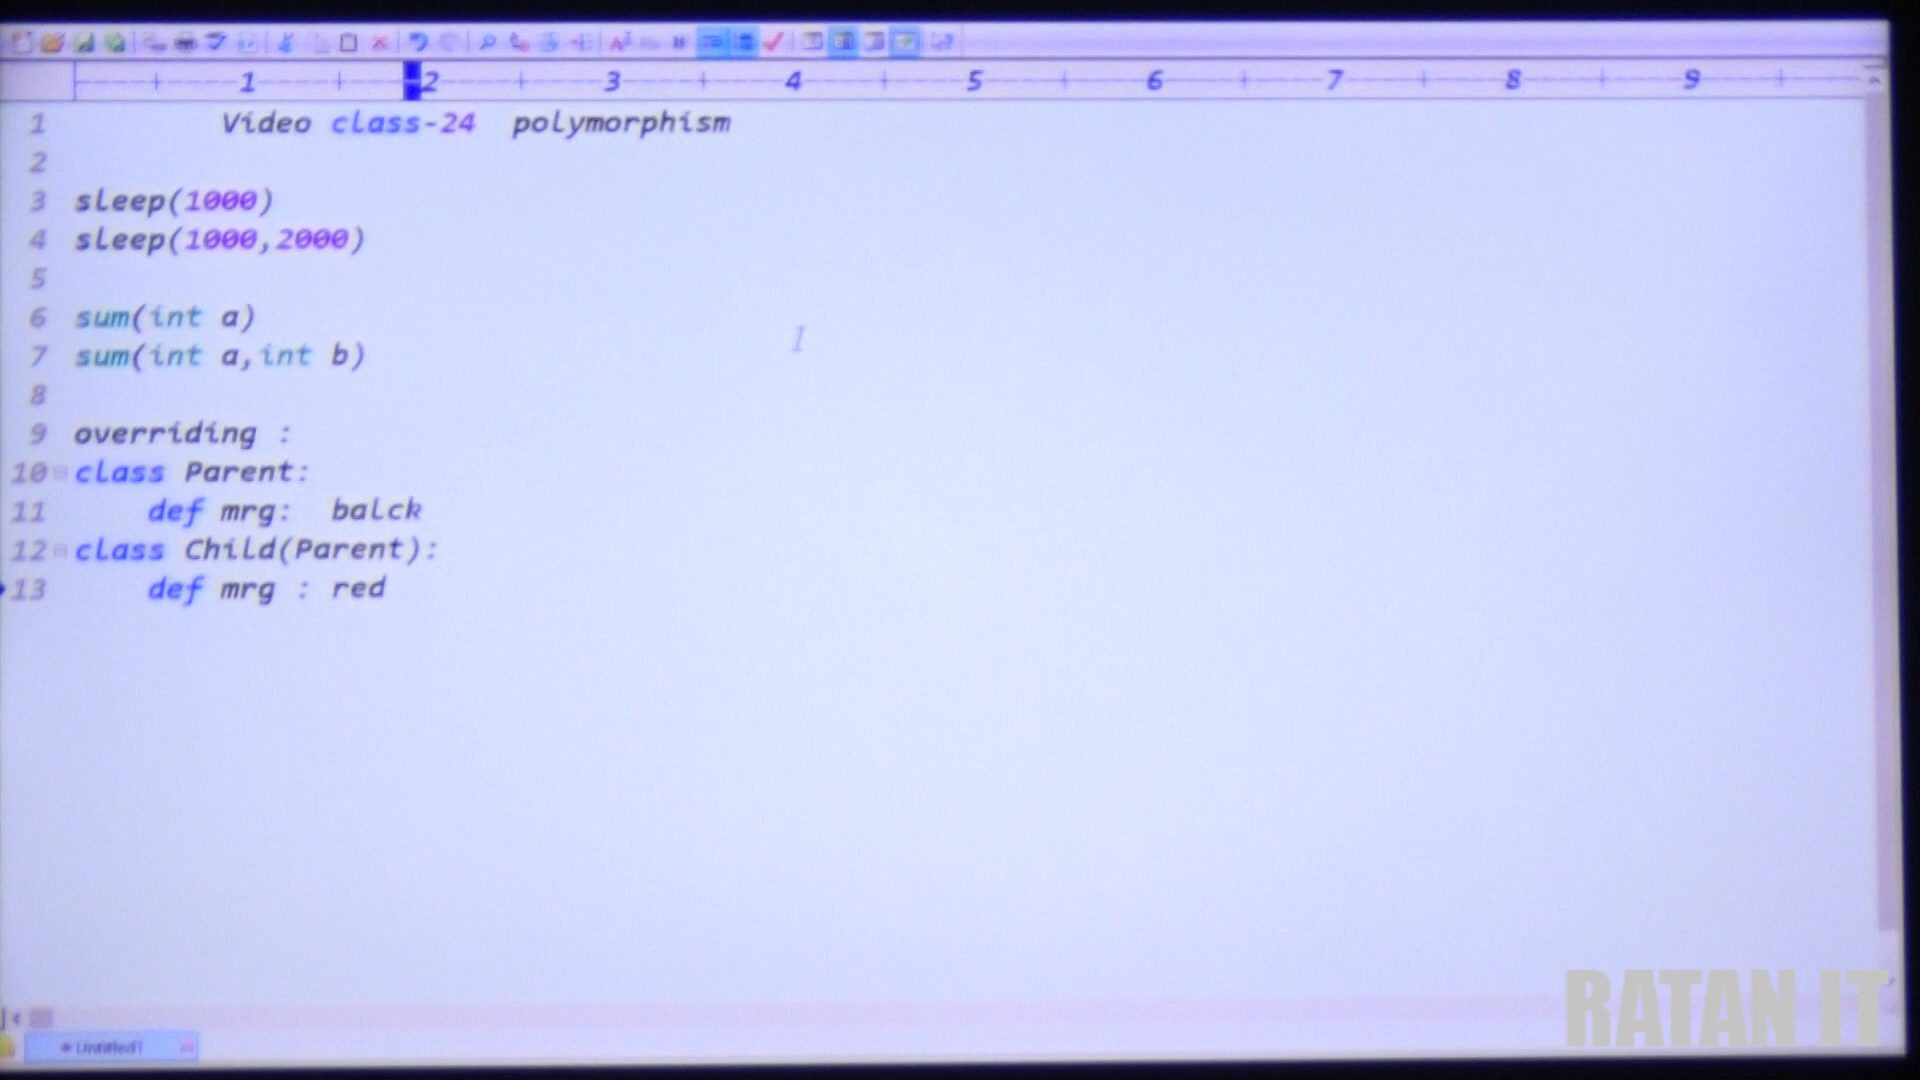 1 2 3 4 5 6 7 8 9
1 Video class-24 polymorphism
2
3 sleep(1000)
4 sleep(1000,2000)
5
6 sum(int a)
7 sum(int a,int b)
8
9 overriding :
10 class Parent:
11 def mrg: balck
12 class Child(Parent):
13 def mrg : red
Untitled1
RATAN IT